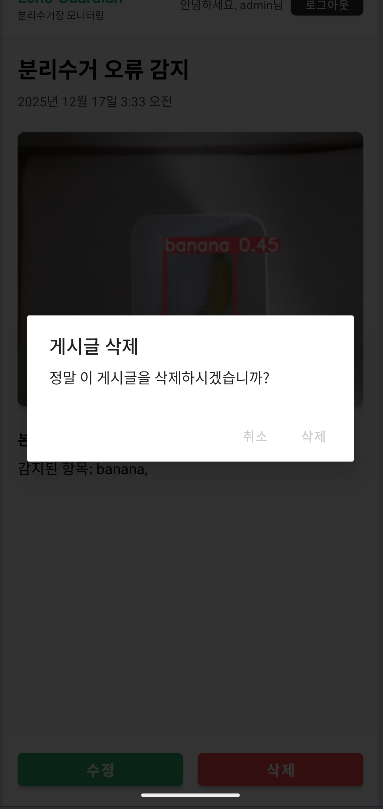 분리수거장 모니터링
안녕하세요, admin님
로그아웃
분리수거 오류 감지
2025년 12월 17일 3:33 오전
banana 0.45
게시글 삭제
정말 이 게시글을 삭제하시겠습니까?
취소 삭제
감지된 항목: banana,
수정 삭제